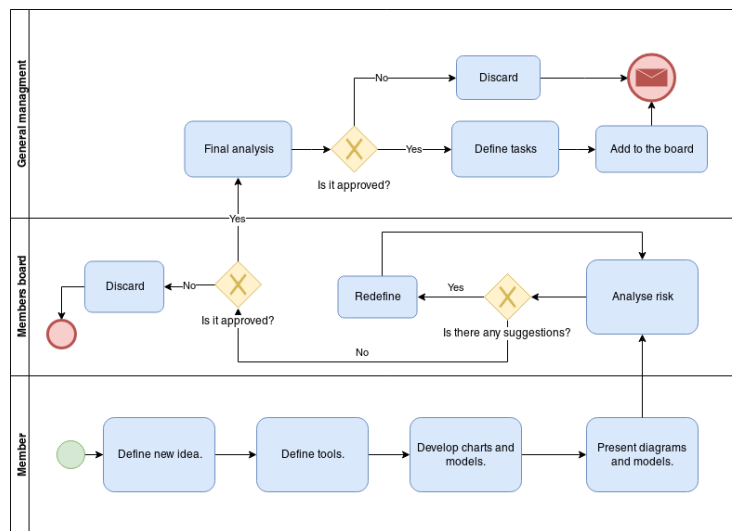 General managment
No
Discard
Final analysis
Yes
Define tasks
Add to the board
Is it approved?
Members board
Yes
Discard
No
Is it approved?
Redefine
Yes
Analyse risk
Is there any suggestions?
No
Member
Define new idea.
Define tools.
Develop charts and
models.
Present diagrams
and models.